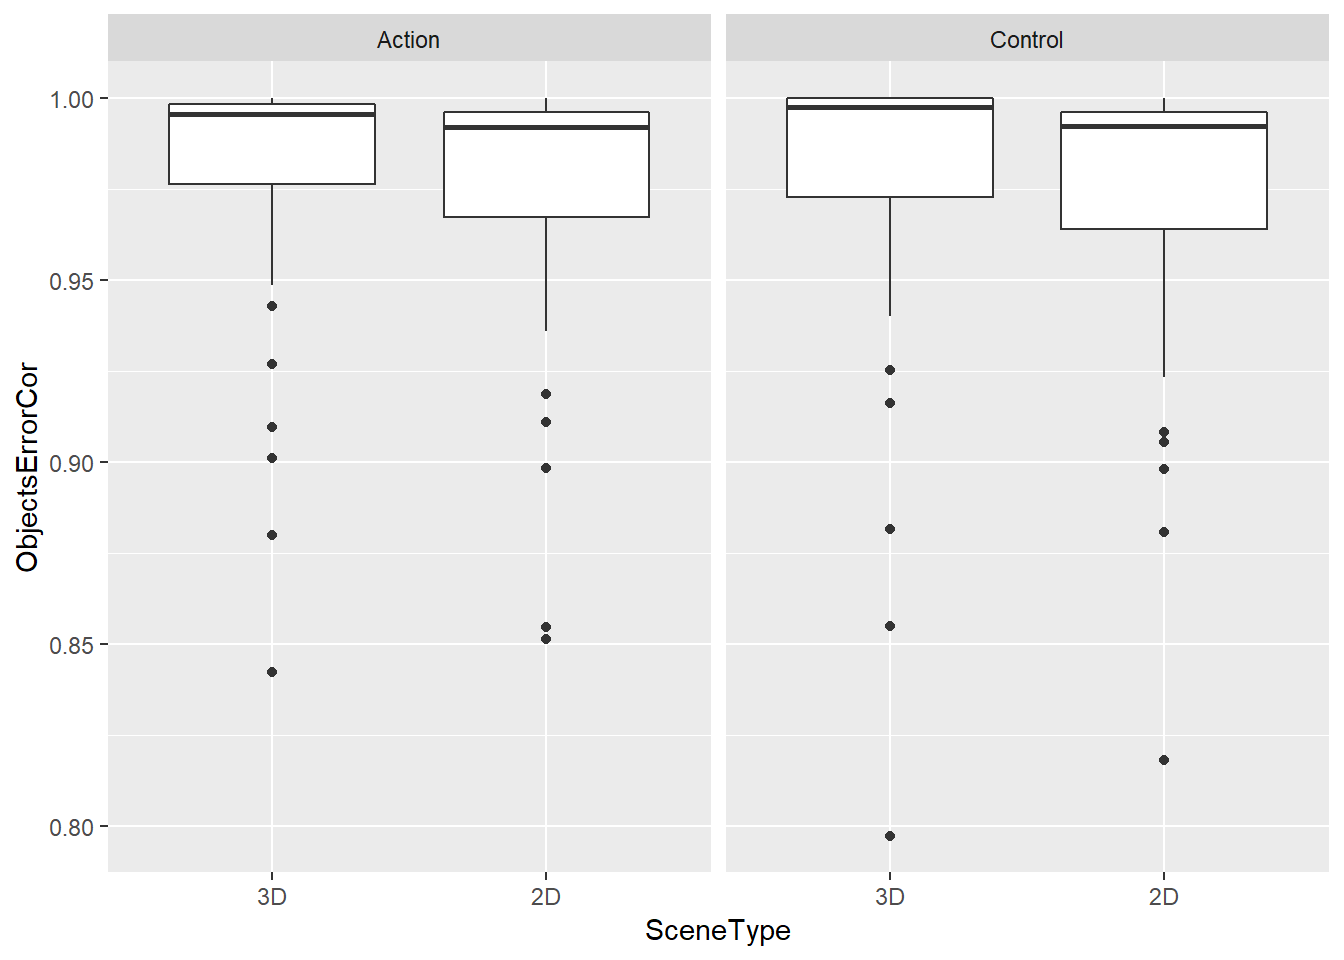 Action
Control
1.00
0.95
0.90
0.85
0.80
ObjectsErrorCor
3D
2D
3D
2D
SceneType